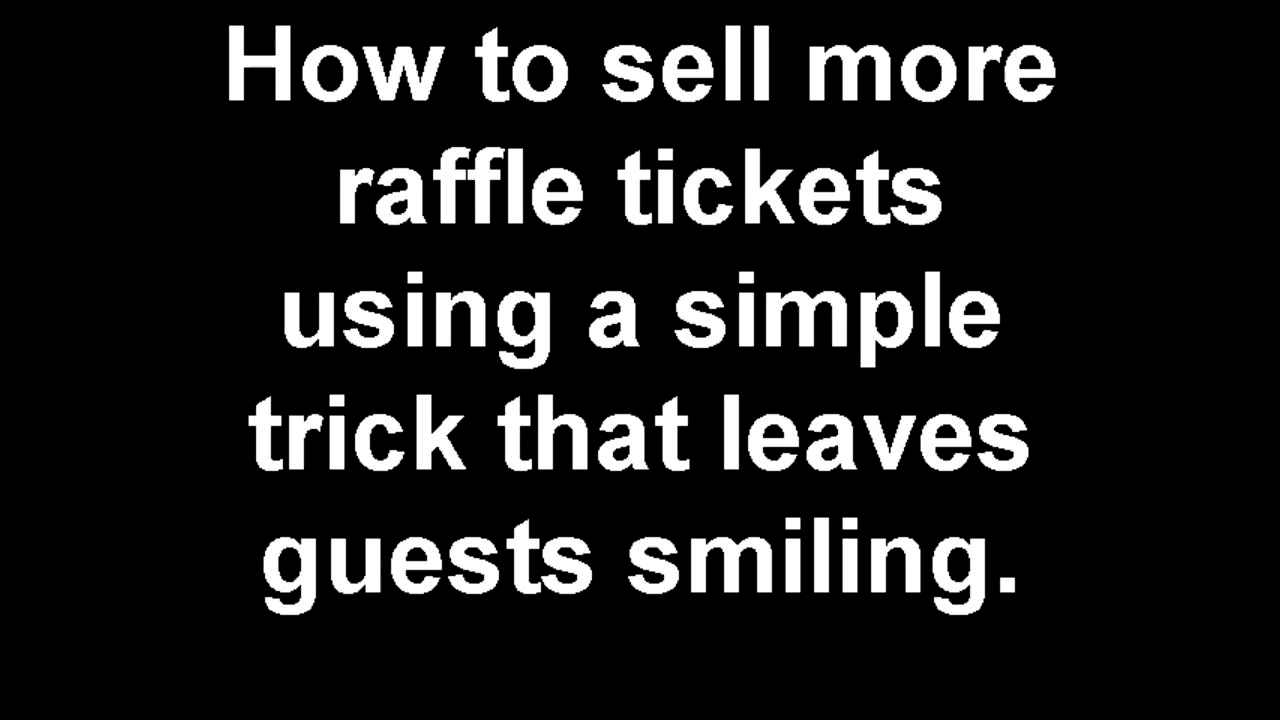 How to sell more
raffle tickets
using a simple
trick that leaves
guests smiling.